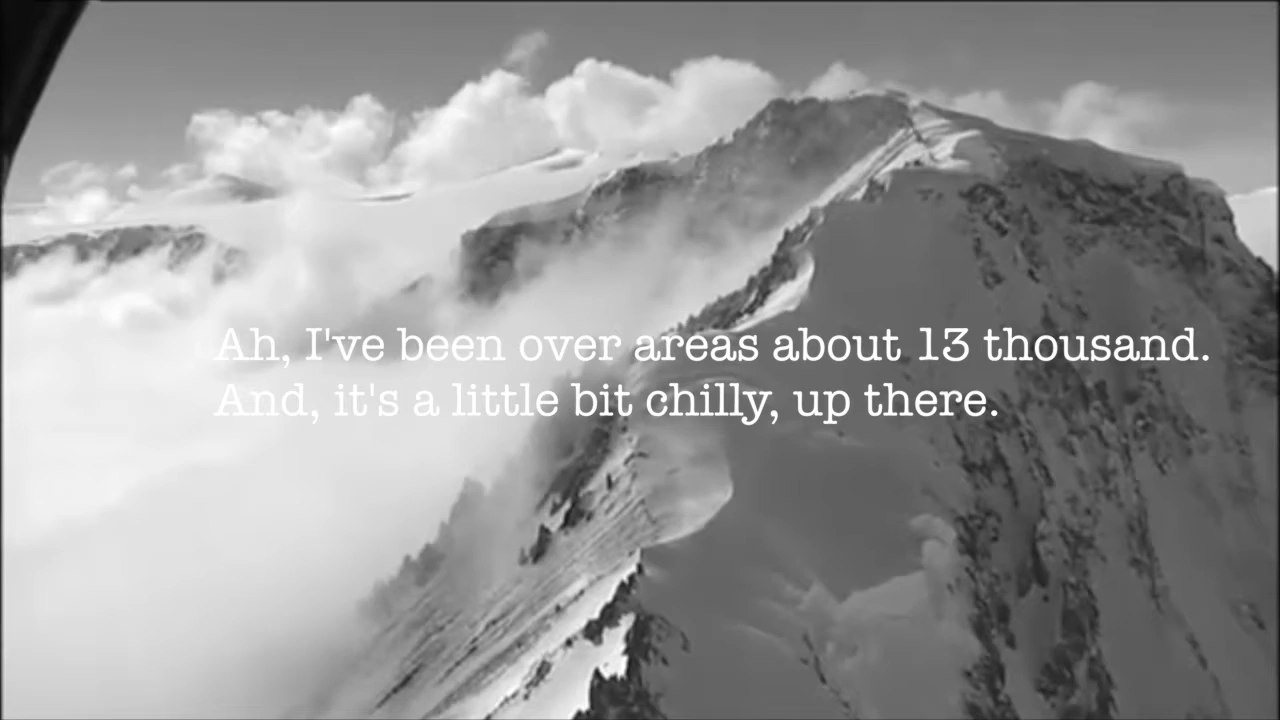 Ah, I've been over areas about 13 thousand.
And, it's a little bit chilly, up there.